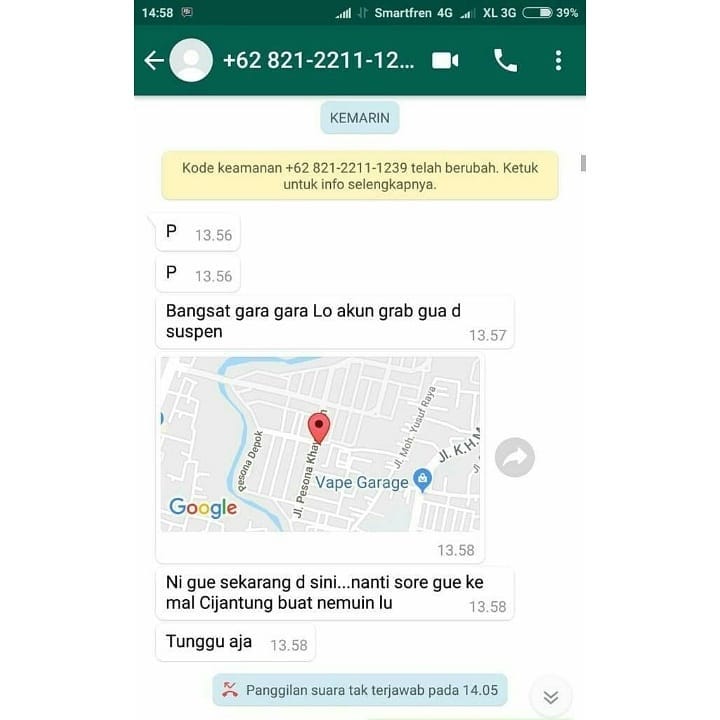 14:58 Smartfren 4G XL 3G 39%
+62 821-2211-12...
KEMARIN
Kode keamanan +62 821-2211-1239 telah berubah. Ketuk
untuk info selengkapnya.
P 13.56
P 13.56
Bangsat gara gara Lo akun grab gua d
suspen 13.57
Pesona Depok
Jl. Pesona Khay
Jl. Moh. Yusuf Raya
Jl. K.H.M
Vape Garage
Google
13.58
Ni gue sekarang d sini...nanti sore gue ke
mal Cijantung buat nemuin lu 13.58
Tunggu aja 13.58
Panggilan suara tak terjawab pada 14.05